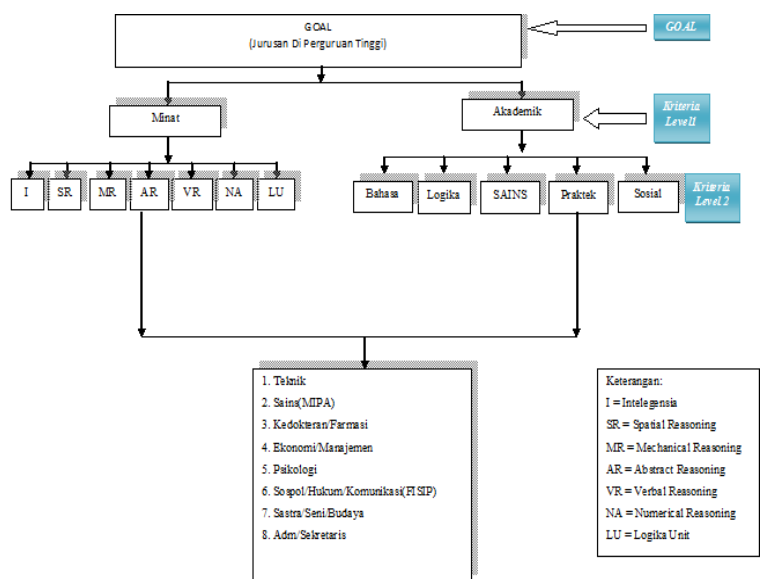 GOAL
(Jurusan Di Perguruan Tinggi)
GOAL
Minat
Akademik
Kriteria
Level1
I
SR
MR
AR
VR
NA
LU
Bahasa
Logika
SAINS
Praktek
Sosial
Kriteria
Level 2
1. Teknik
2. Sains(MIPA)
3. Kedokteran/Farmasi
4. Ekonomi/Manajemen
5. Psikologi
6. Sospol/Hukum/Komunikasi(FISIP)
7. Sastra/Seni/Budaya
8. Adm/Sekretaris
Keterangan:
I = Intelegensia
SR = Spatial Reasoning
MR = Mechanical Reasoning
AR = Abstract Reasoning
VR = Verbal Reasoning
NA = Numerical Reasoning
LU = Logika Unit